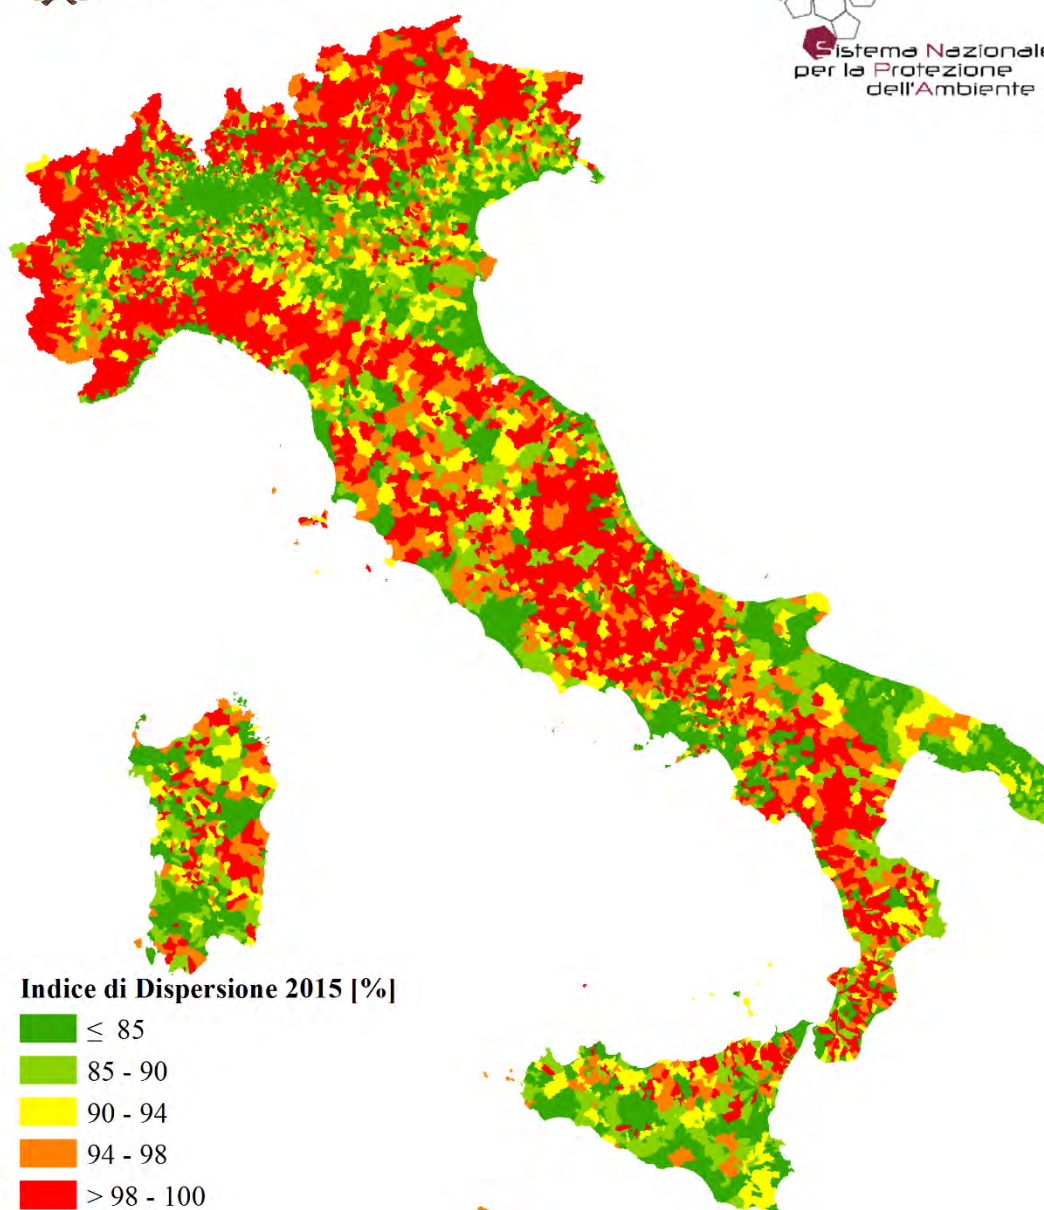 Sistema Nazionale
per la Protezione
dell'Ambiente
Indice di Dispersione 2015 [%]
≤ 85
85 - 90
90 - 94
94 - 98
> 98 - 100